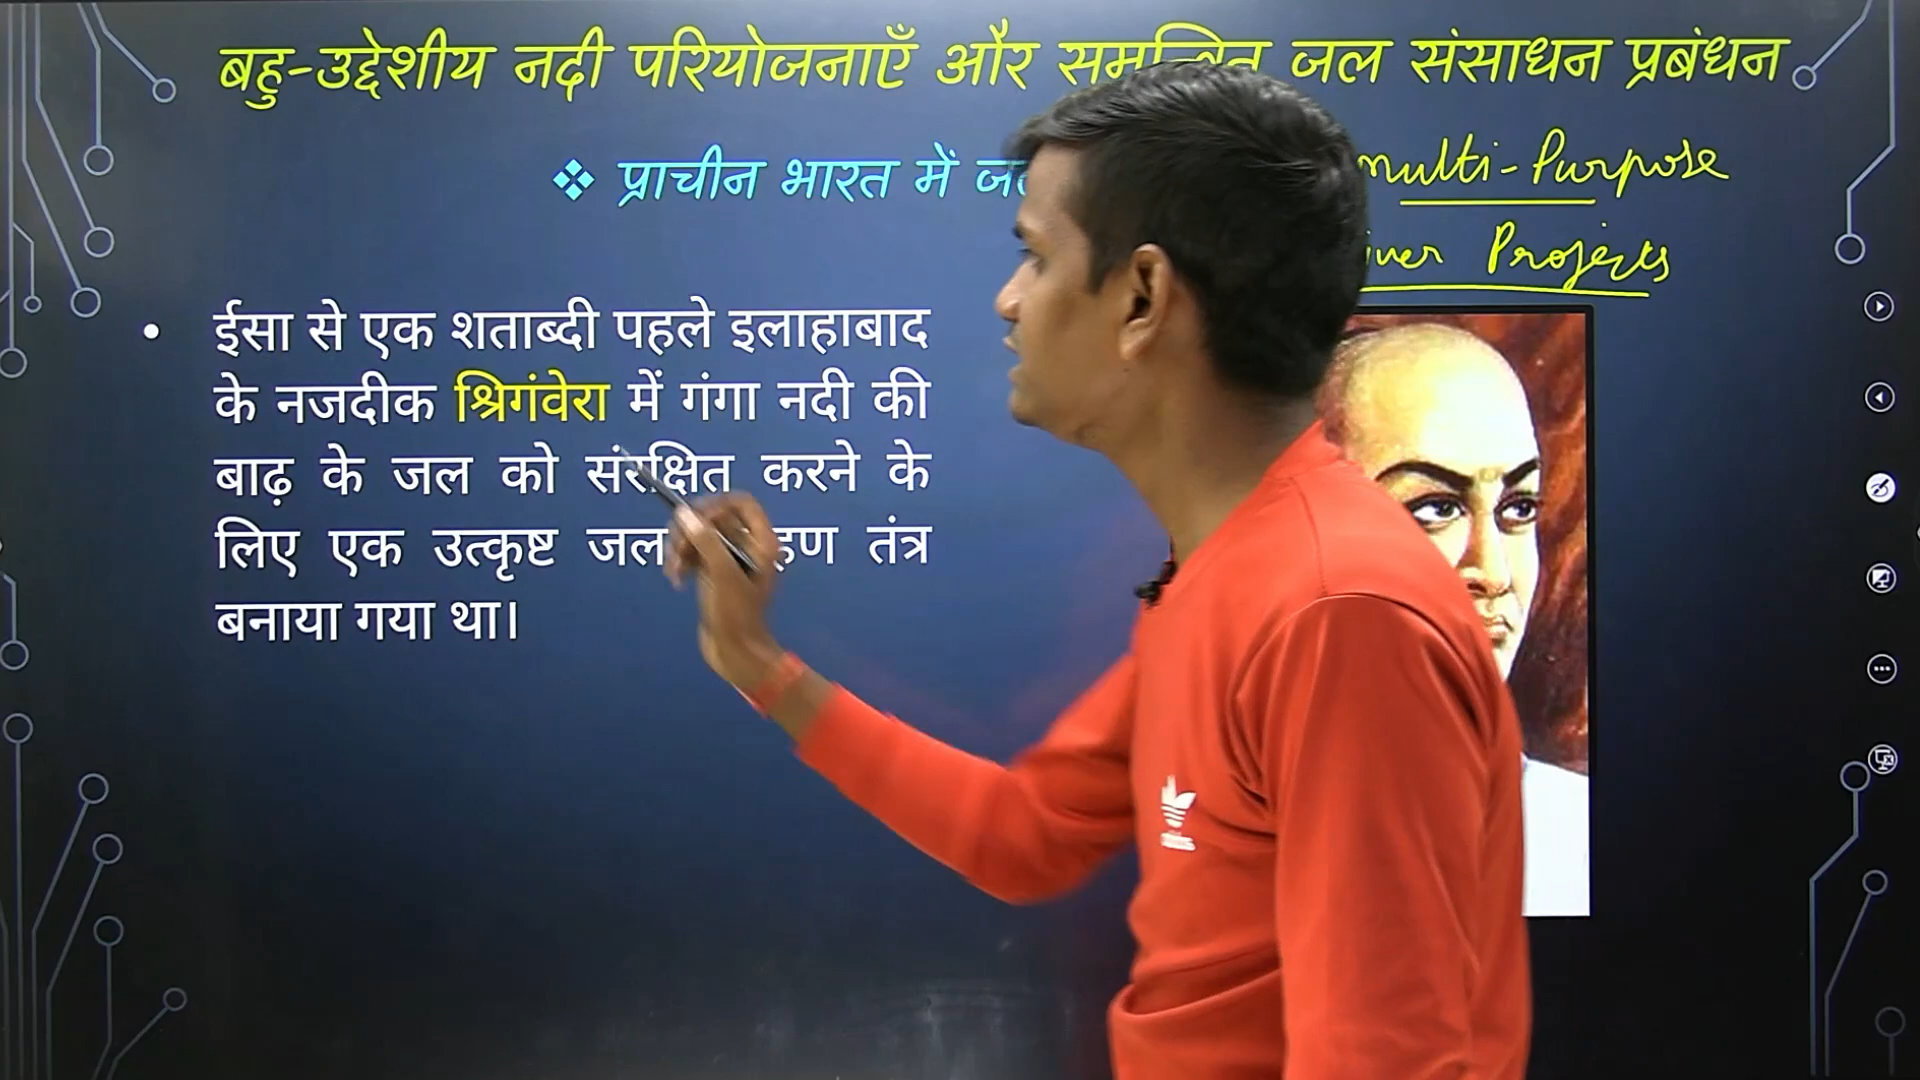 बहु-उद्देशीय नदी परियोजनाएँ और समन्वित जल संसाधन प्रबंधन
❖ प्राचीन भारत में
multi-Purpose
Projects
• ईसा से एक शताब्दी पहले इलाहाबाद
के नजदीक श्रिगंवेरा में गंगा नदी की
बाढ़ के जल को संरक्षित करने के
लिए एक उत्कृष्ट जल तंत्र
बनाया गया था।